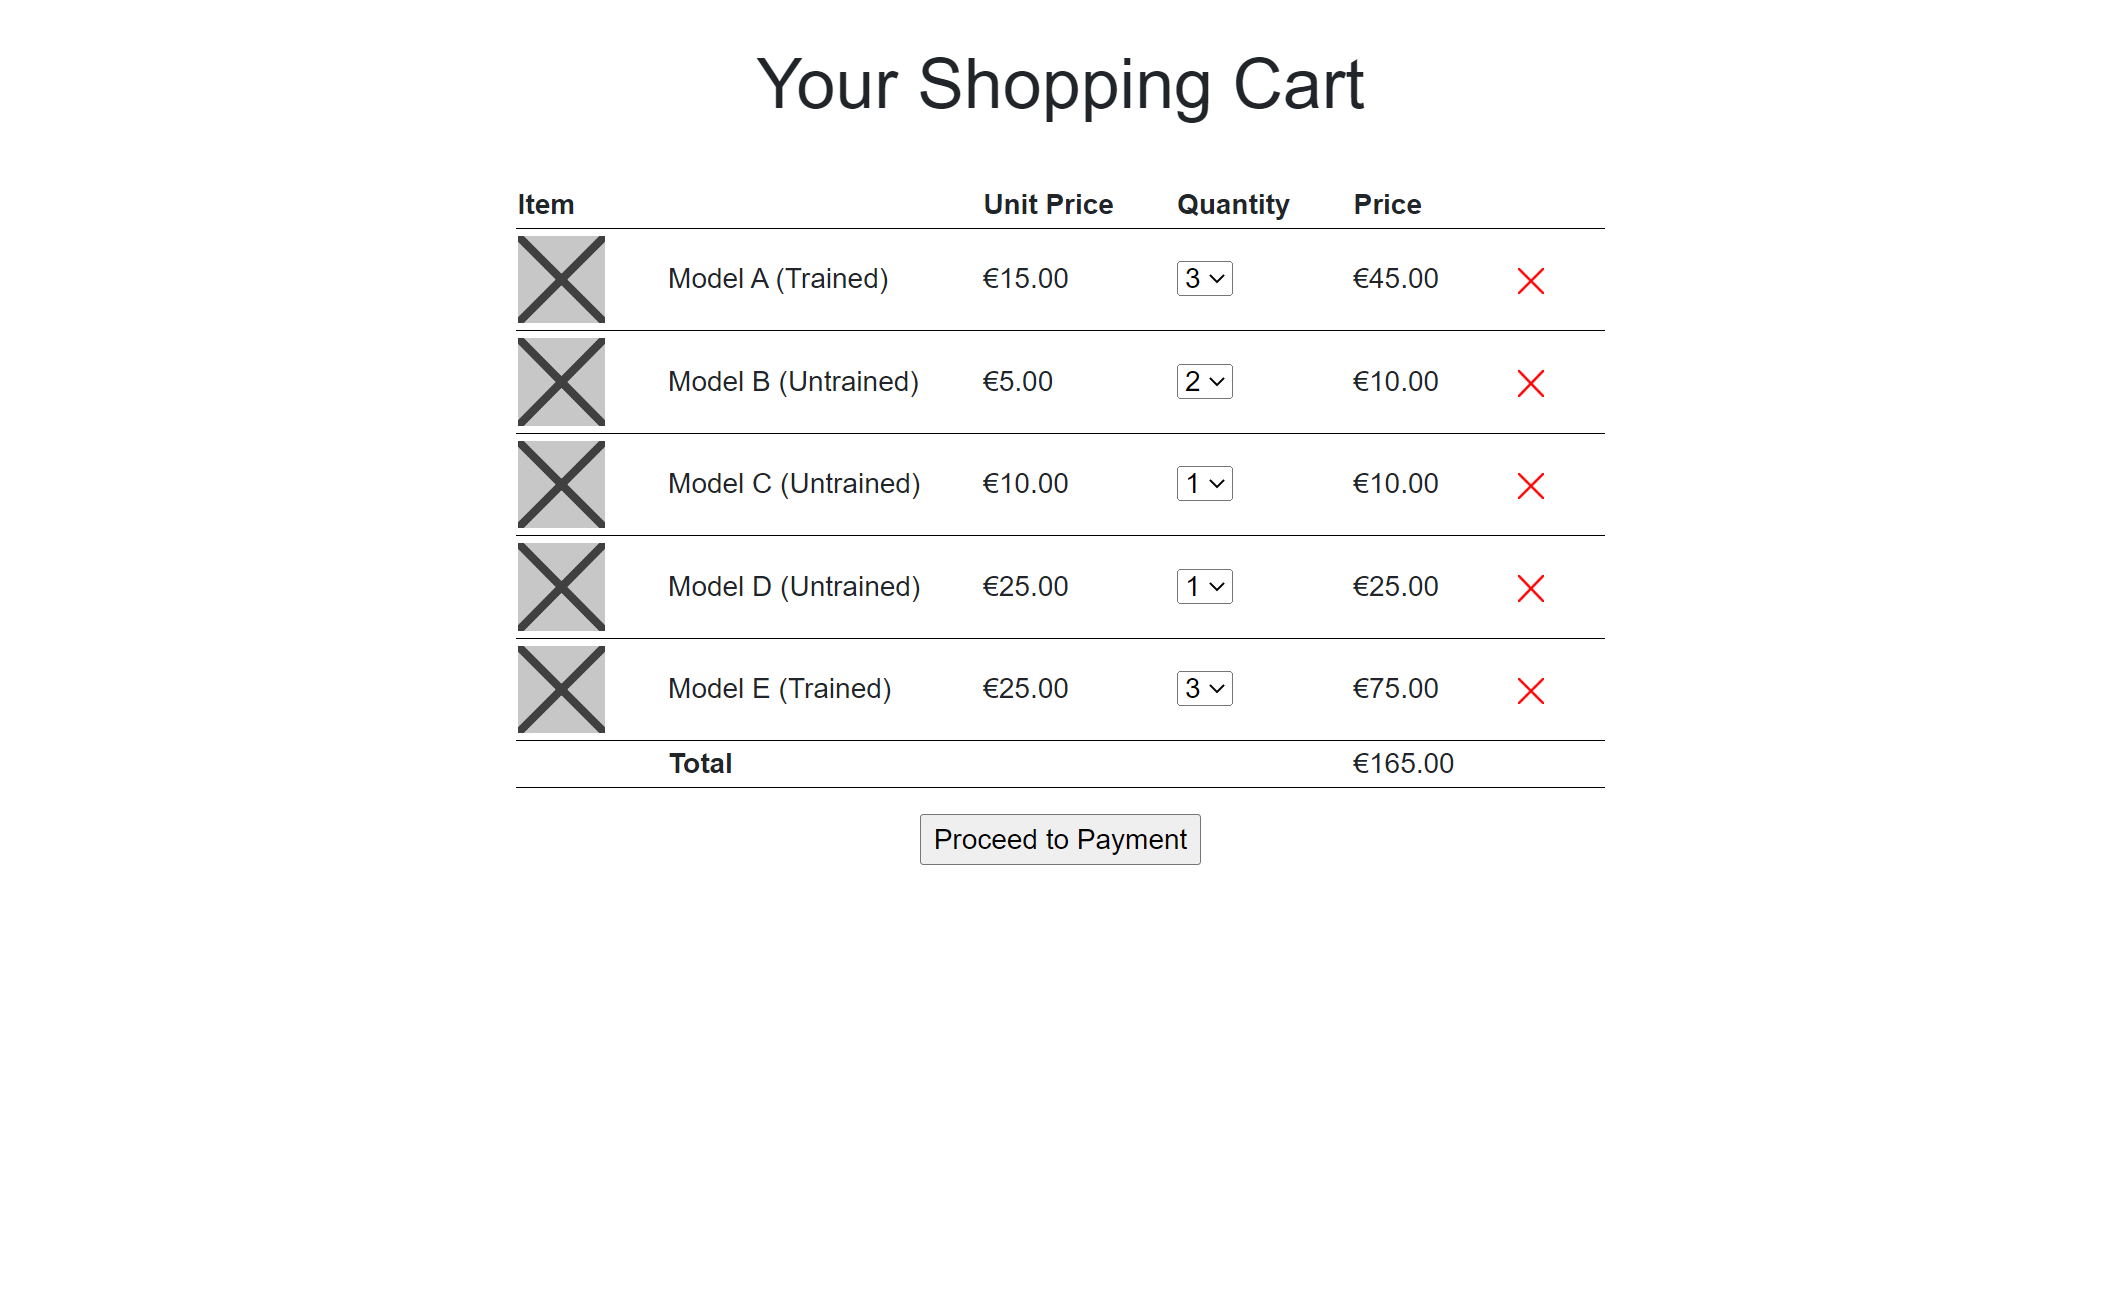 Your Shopping Cart
Item Unit Price Quantity Price
Model A (Trained) €15.00 3 €45.00
Model B (Untrained) €5.00 2 €10.00
Model C (Untrained) €10.00 1 €10.00
Model D (Untrained) €25.00 1 €25.00
Model E (Trained) €25.00 3 €75.00
Total €165.00
Proceed to Payment